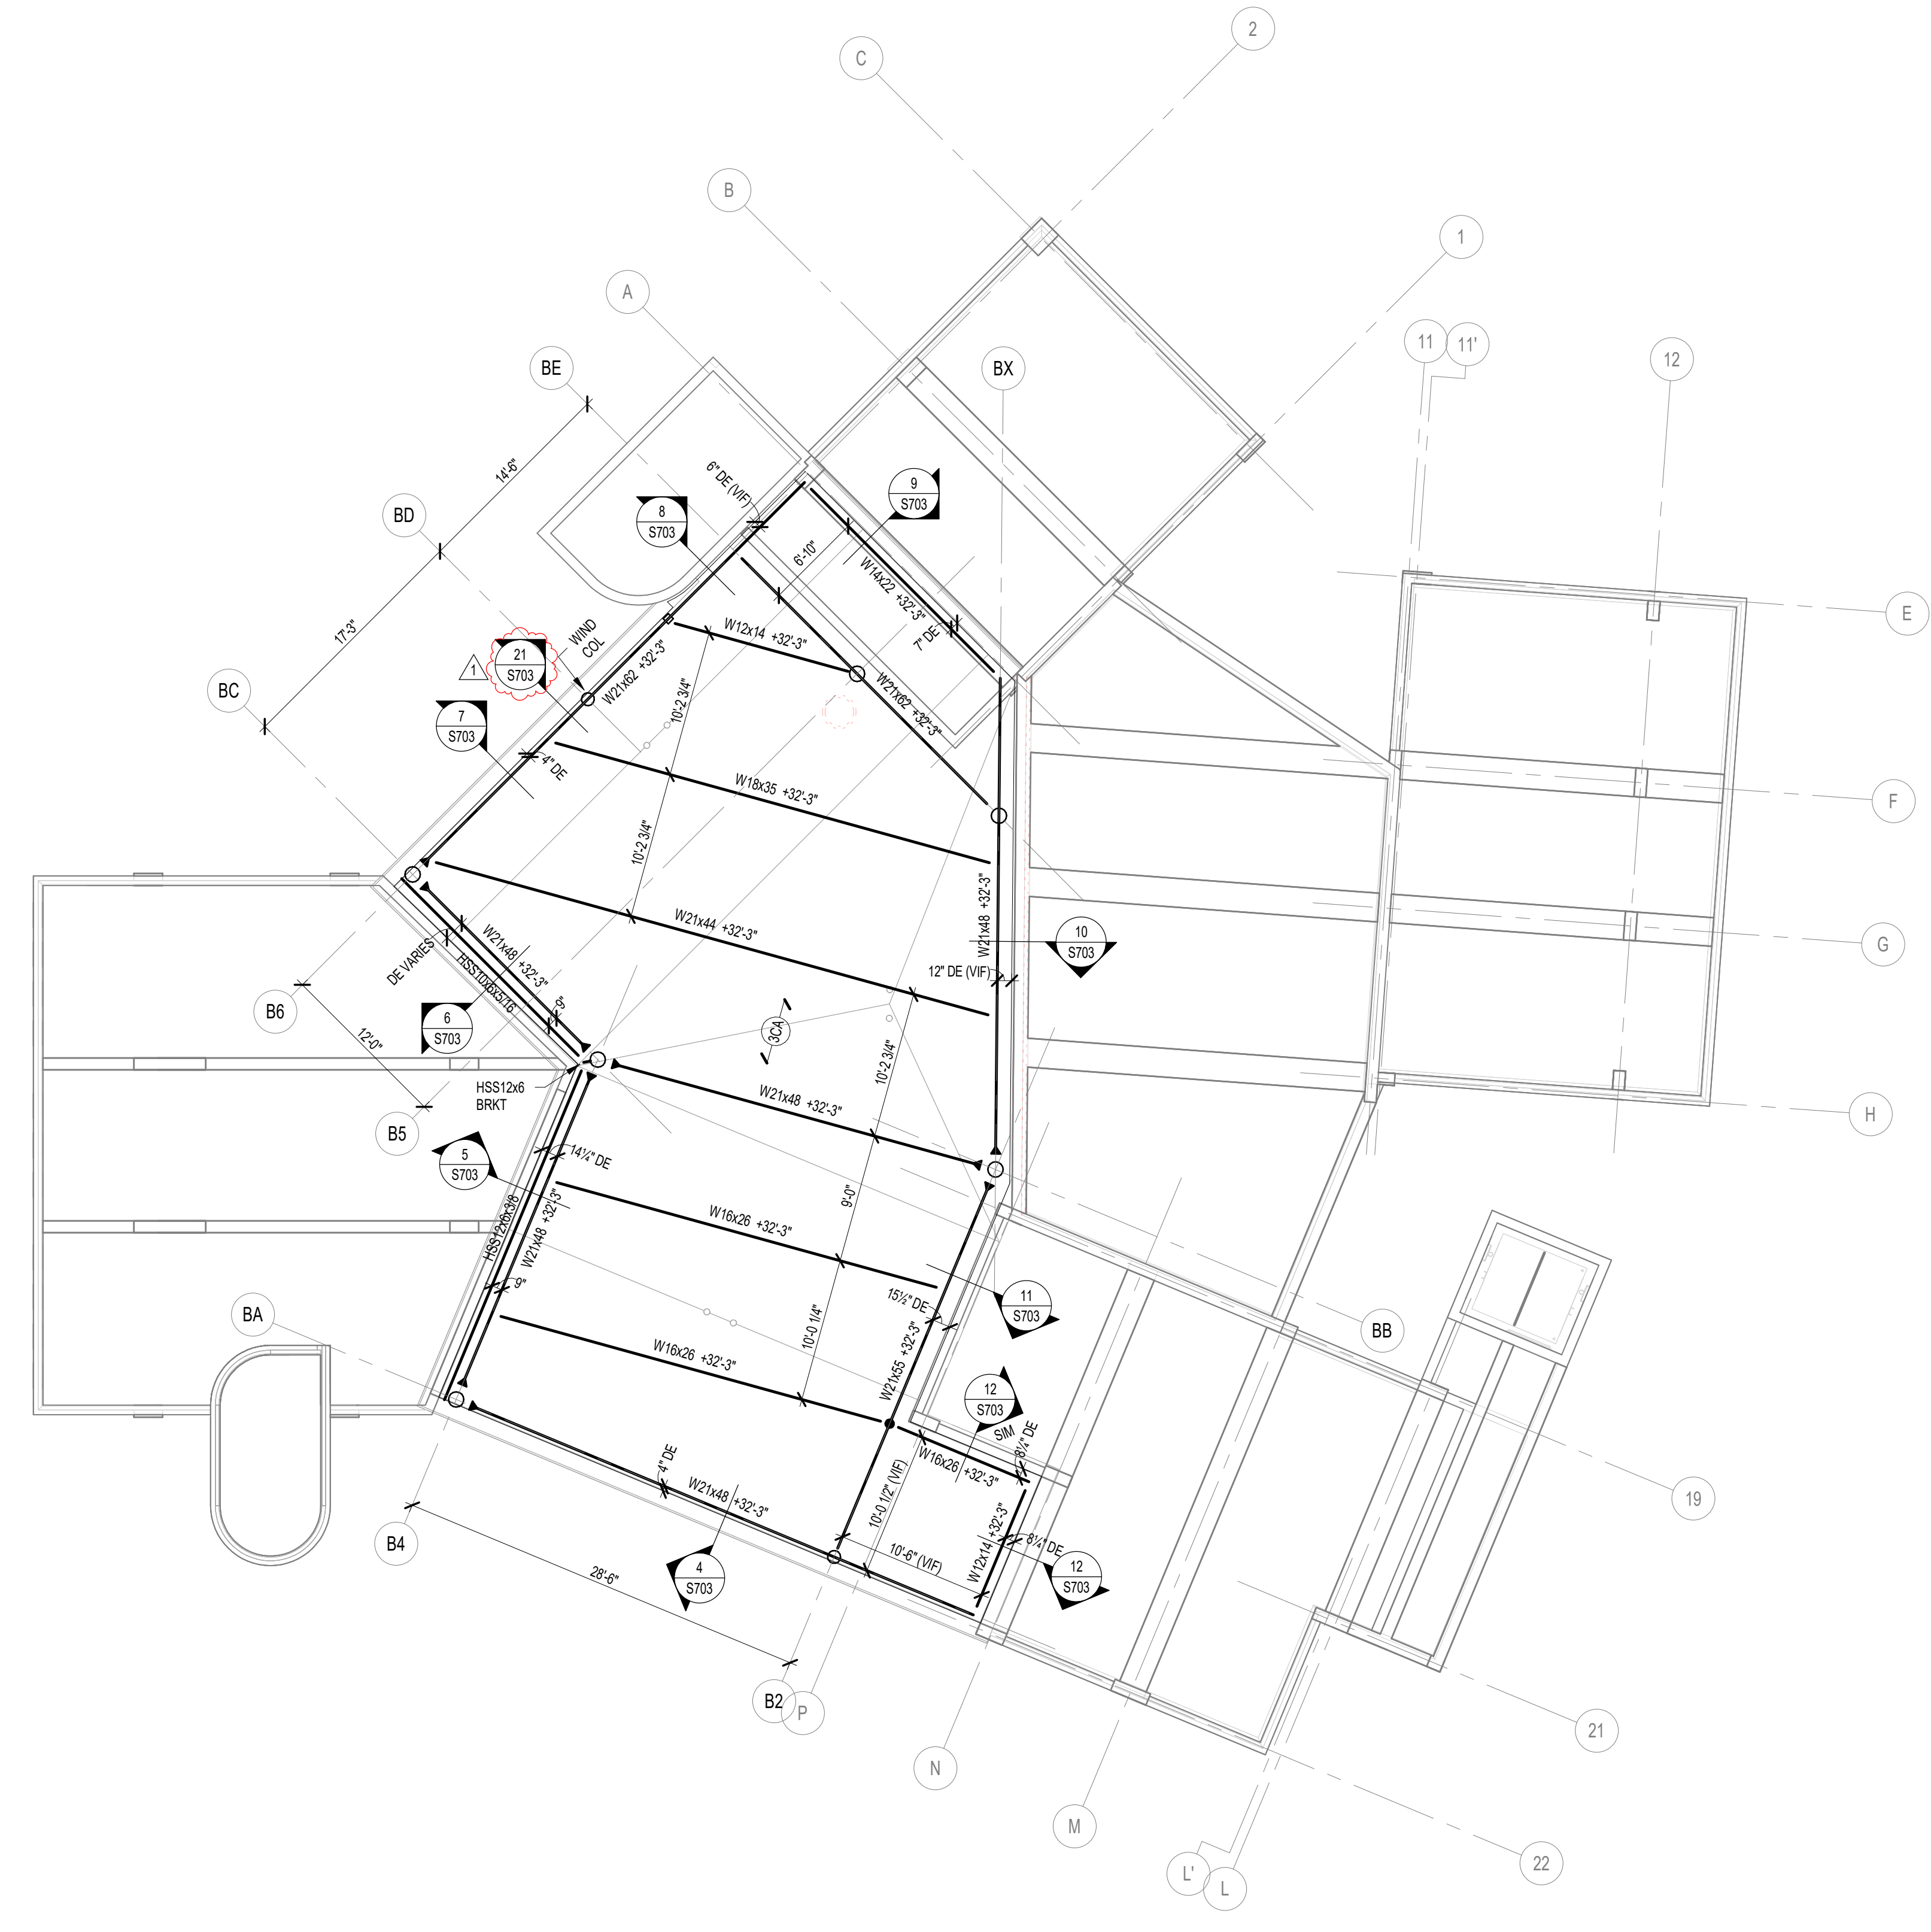 2
C
B
1
A
11
11'
12
BE
BX
14'-6"
6" DE (VIF)
9
S703
BD
8
S703
6'-10"
W14x22 +32'-3"
E
17'-3"
WIND
COL
W12x14 +32'-3"
7" DE
21
S703
1
W21x62 +32'-3"
W21x62 +32'-3"
BC
7
S703
10'-2 3/4"
4" DE
W18x35 +32'-3"
F
10'-2 3/4"
W21x48 +32'-3"
W21x44 +32'-3"
W21x48 +32'-3"
DE VARIES
HSS10x6x5/16
10
S703
G
12" DE (VIF)
B6
6
S703
9"
3CA
12'-0"
10'-2 3/4"
HSS12x6
BRKT
W21x48 +32'-3"
H
B5
5
S703
14¼" DE
9'-0"
HSS12x6x3/8
W21x48 +32'-3"
W16x26 +32'-3"
9"
15½" DE
11
S703
BA
10'-0 1/4"
BB
W16x26 +32'-3"
W21x55 +32'-3"
12
S703
SIM
8¼" DE
4" DE
W21x48 +32'-3"
W16x26 +32'-3"
19
B4
10'-0 1/2" (VIF)
W12x14 +32'-3"
8¼" DE
10'-6" (VIF)
28'-6"
4
S703
12
S703
B2
P
21
N
M
22
L'
L